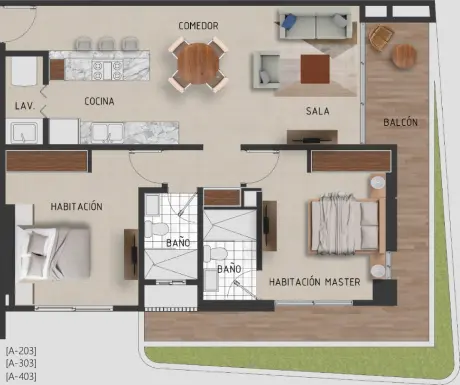 COMEDOR
LAV.
COCINA
SALA
BALCÓN
HABITACIÓN
BAÑO
BAÑO
HABITACIÓN MASTER
[A-203]
[A-303]
[A-403]